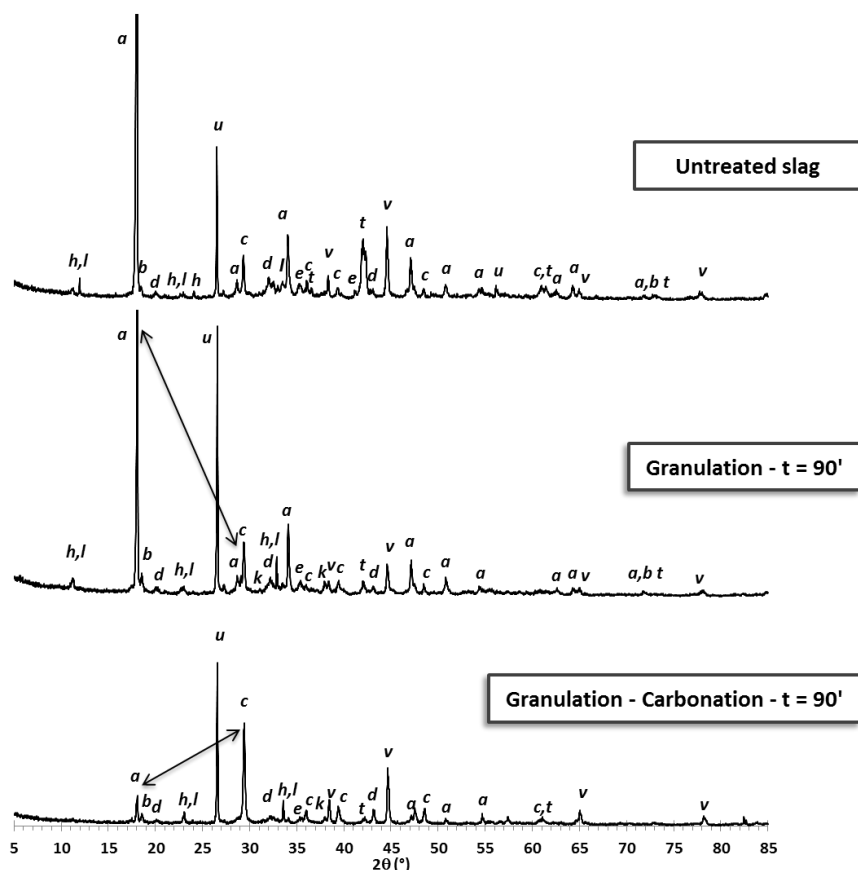 a
u
Untreated slag
v
t
a
c
h,l
b
d
h,l
h
a
d
l
e
c
t
v
c
e
d
a
c
a
a
u
c,t
a
a
v
a,b
t
v
a
u
Granulation - t = 90'
a
c
h,l
a
h,l
b
d
h,l
a
k
d
e
c
k
v
c
t
d
v
c
a
a
a
a
v
a,b
t
v
u
Granulation - Carbonation - t = 90'
c
v
a
b
d
h,l
d
h,l
e
c
k
v
c
t
d
a
c
a
a
c,t
v
v
5 10 15 20 25 30 35 40 45 50 55 60 65 70 75 80 85
2θ (°)